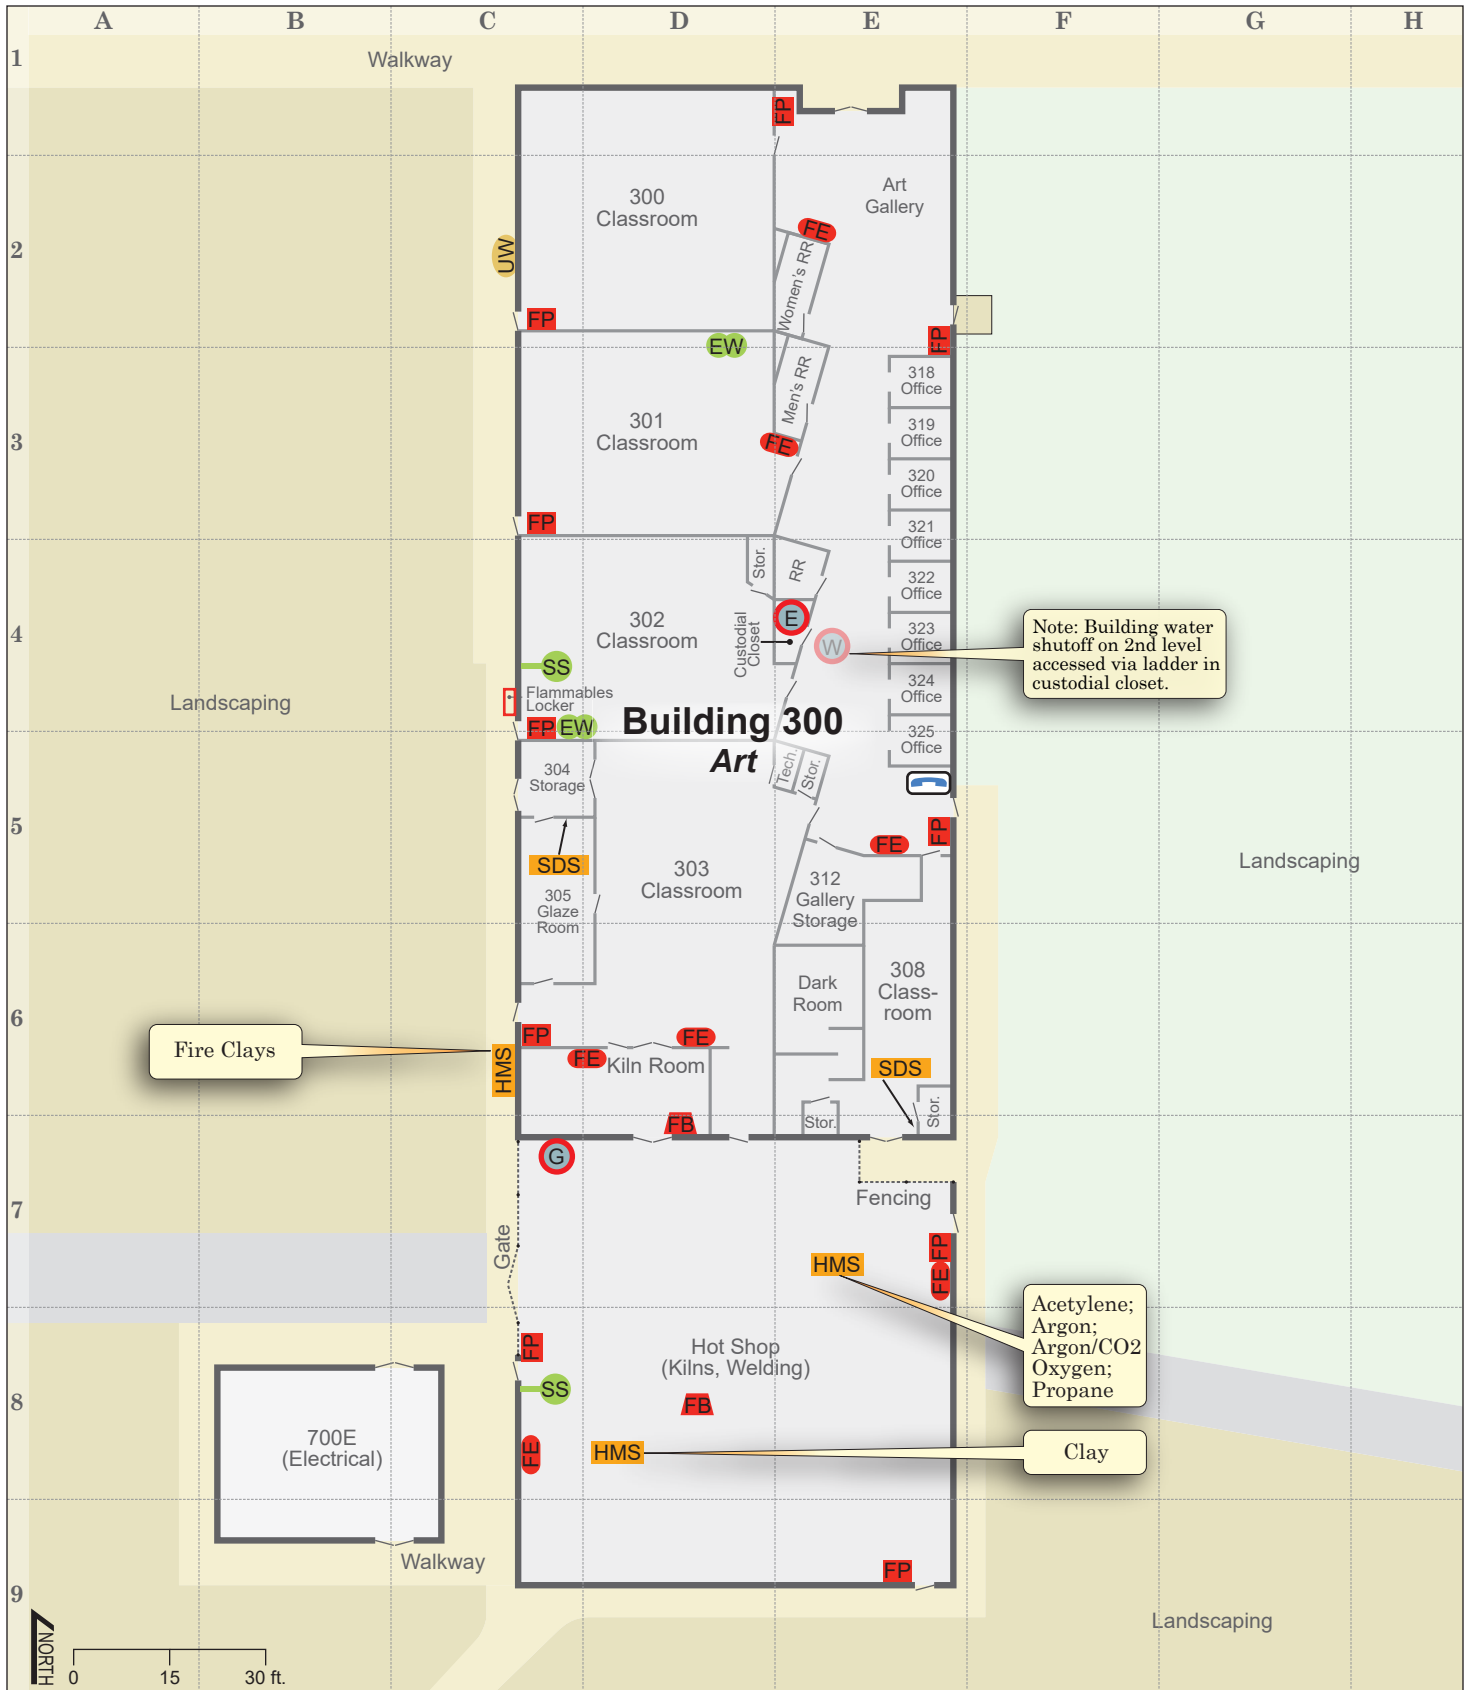 A B C D E F G H
1
Walkway
FP
300
Classroom
Art
Gallery
2
UW
FE
Women's RR
FP
FP
EW
318
Office
Men's RR
301
Classroom
319
Office
3
FE
320
Office
FP
321
Office
Stor.
RR
322
Office
E
302
Classroom
Custodial
Closet
W
323
Office
4
Note: Building water
shutoff on 2nd level
accessed via ladder in
custodial closet.
SS
Flammables
Locker
324
Office
Landscaping
FP
EW
Building 300
Art
325
Office
304
Storage
Tech.
Stor.
5
FP
FE
SDS
303
Classroom
312
Gallery
Storage
Landscaping
305
Glaze
Room
Dark
Room
308
Class-
room
6
FP
FE
Fire Clays
HMS
FE
Kiln Room
SDS
Stor.
Stor.
FB
G
Fencing
7
Gate
FP
HMS
FE
Acetylene;
Argon;
Argon/CO2
Oxygen;
Propane
FP
Hot Shop
(Kilns, Welding)
SS
8
FB
700E
(Electrical)
FE
HMS
Clay
Walkway
FP
9
Landscaping
NORTH
0 15 30 ft.